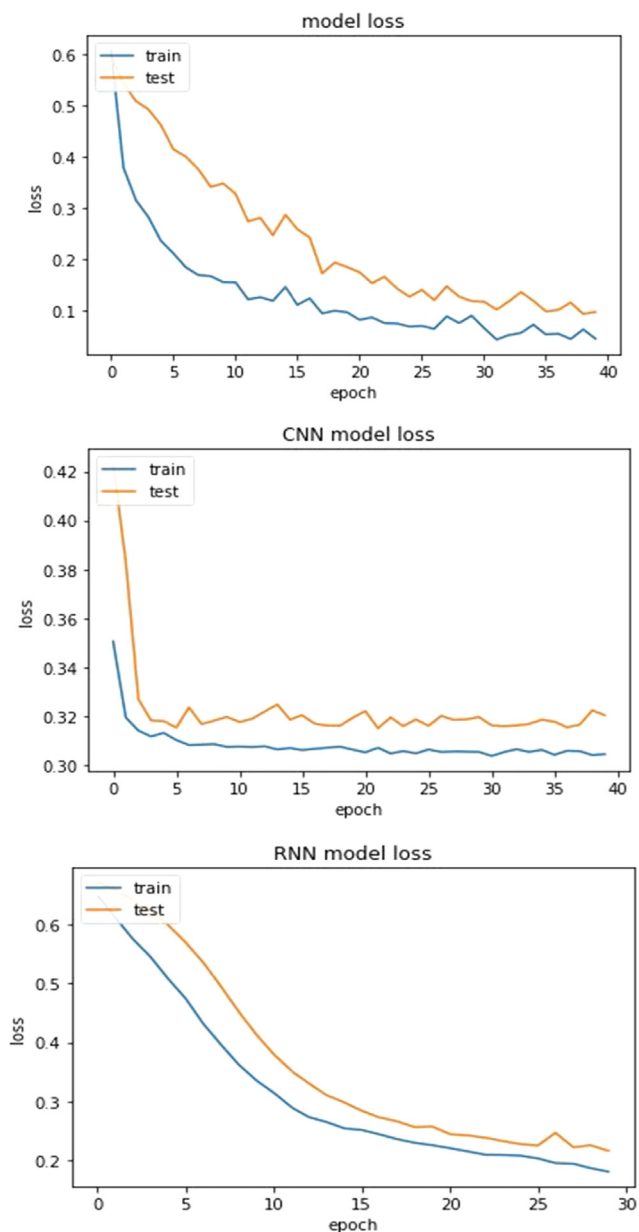 model loss
train
test
0.6
0.5
0.4
0.3
0.2
0.1
loss
0 5 10 15 20 25 30 35 40
epoch
CNN model loss
train
test
0.42
0.40
0.38
0.36
0.34
0.32
0.30
loss
0 5 10 15 20 25 30 35 40
epoch
RNN model loss
train
test
0.6
0.5
0.4
0.3
0.2
loss
0 5 10 15 20 25 30
epoch